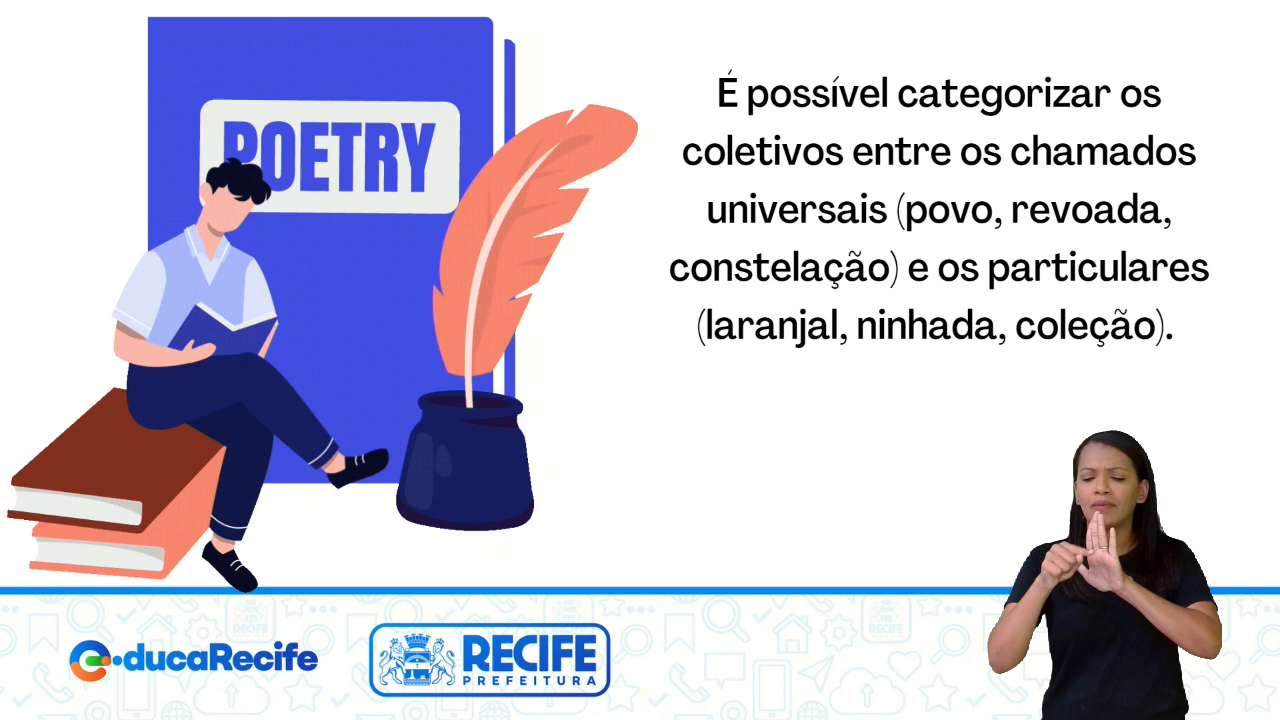 POETRY
É possível categorizar os
coletivos entre os chamados
universais (povo, revoada,
constelação) e os particulares
(laranjal, ninhada, coleção).
e·ducaRecife
RECIFE
PREFEITURA